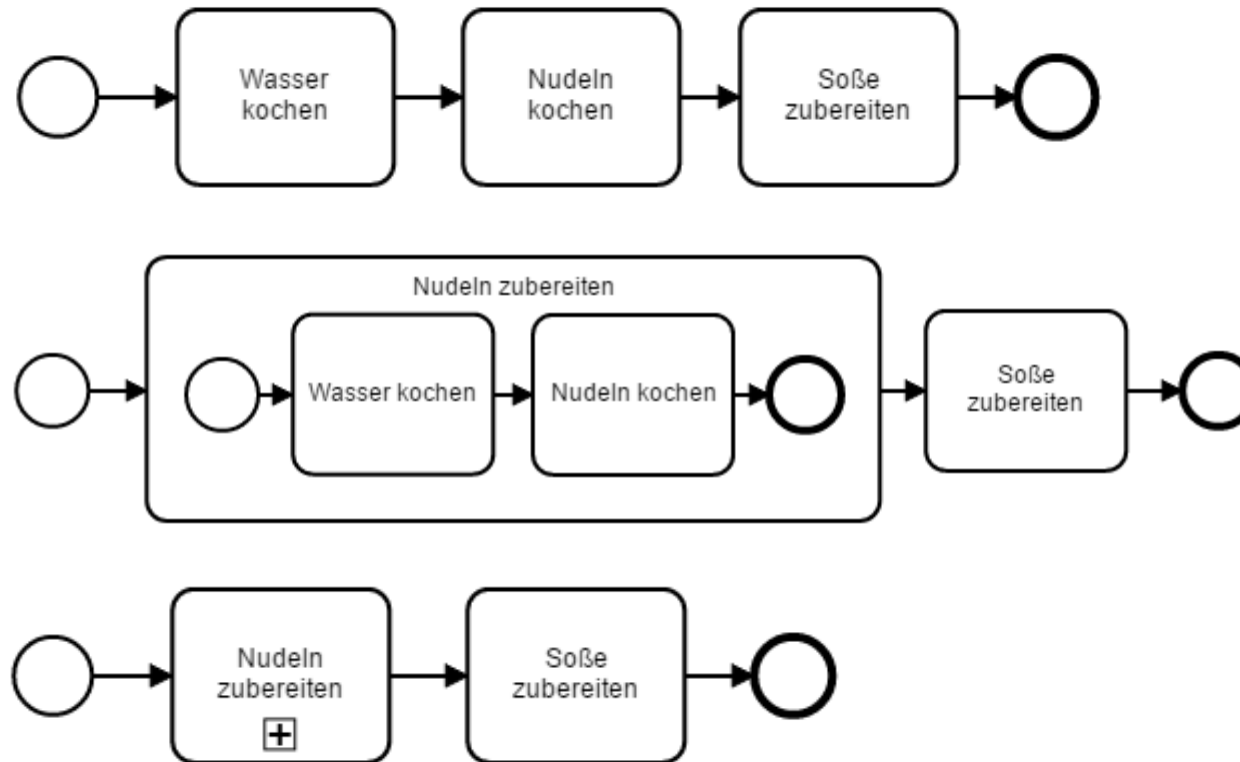 Wasser
kochen
Nudeln
kochen
Soße
zubereiten
Nudeln zubereiten
Wasser kochen
Nudeln kochen
Soße
zubereiten
Nudeln
zubereiten
Soße
zubereiten